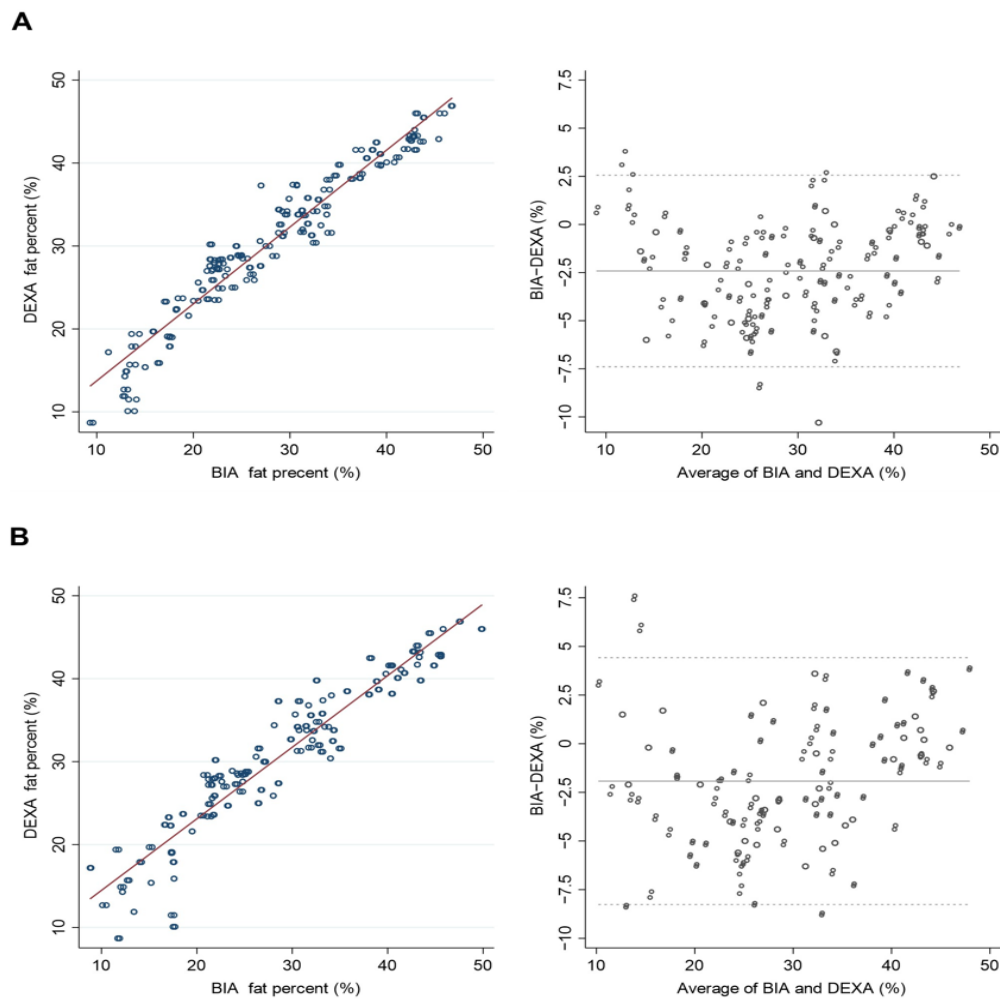 A
50
40
30
20
10
DEXA fat percent (%)
10 20 30 40 50
BIA fat precent (%)
7.5
5
2.5
0
−2.5
−5
−7.5
−10
BIA−DEXA (%)
10 20 30 40 50
Average of BIA and DEXA (%)
B
50
40
30
20
10
DEXA fat percent (%)
10 20 30 40 50
BIA fat percent (%)
7.5
5
2.5
0
−2.5
−5
−7.5
−10
BIA−DEXA (%)
10 20 30 40 50
Average of BIA and DEXA (%)